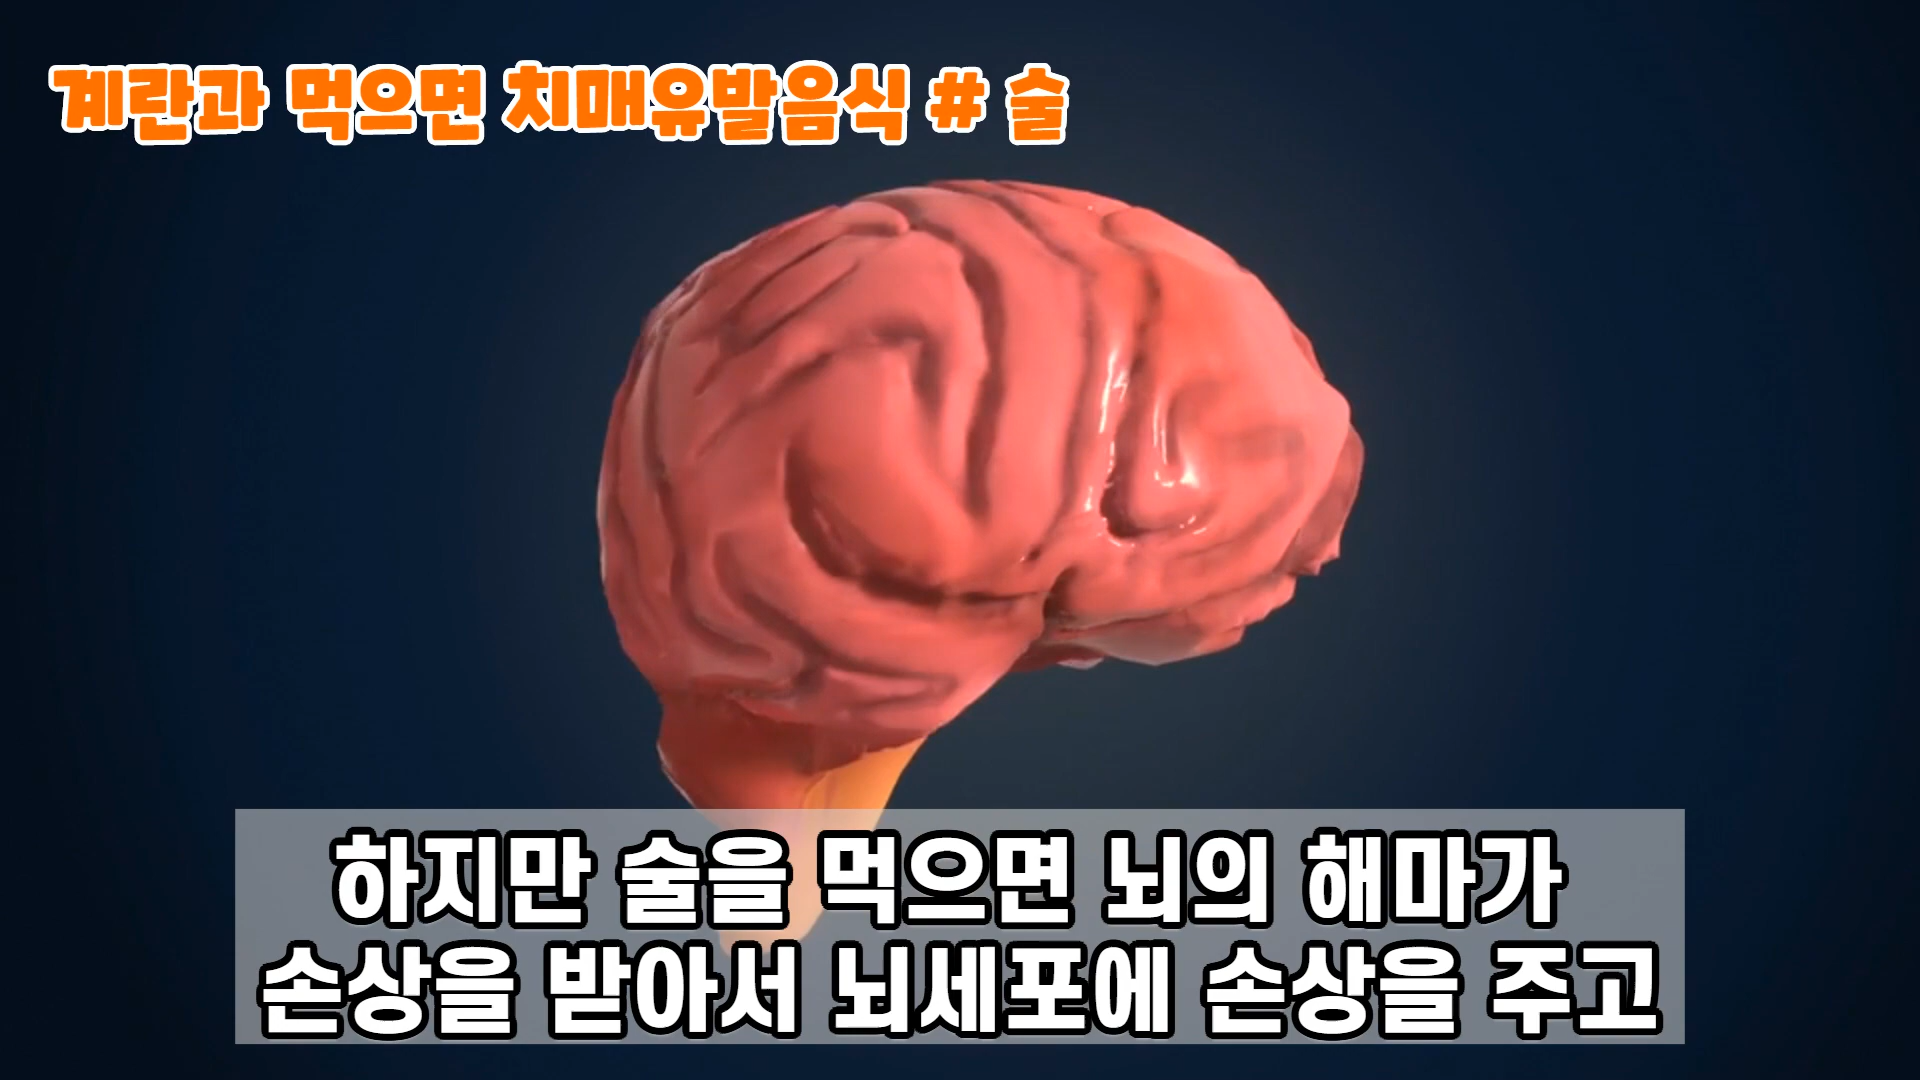 계란과 먹으면 치매유발음식 # 술
하지만 술을 먹으면 뇌의 해마가
손상을 받아서 뇌세포에 손상을 주고